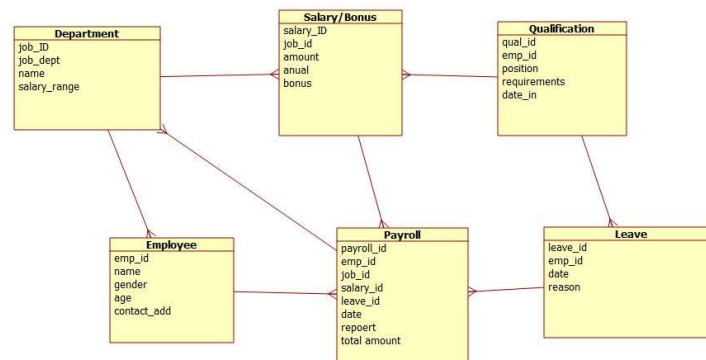 Department
job_ID
job_dept
name
salary_range
Salary/Bonus
salary_ID
job_id
amount
anual
bonus
Qualification
qual_id
emp_id
position
requirements
date_in
Employee
emp_id
name
gender
age
contact_add
Payroll
payroll_id
emp_id
job_id
salary_id
leave_id
date
repoert
total amount
Leave
leave_id
emp_id
date
reason